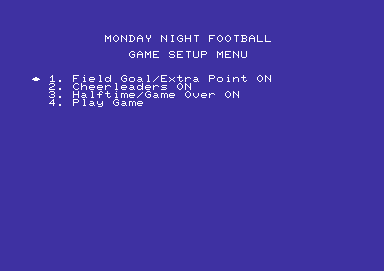 MONDAY NIGHT FOOTBALL
GAME SETUP MENU
1. Field Goal/Extra Point ON
2. Cheerleaders ON
3. Halftime/Game Over ON
4. Play Game